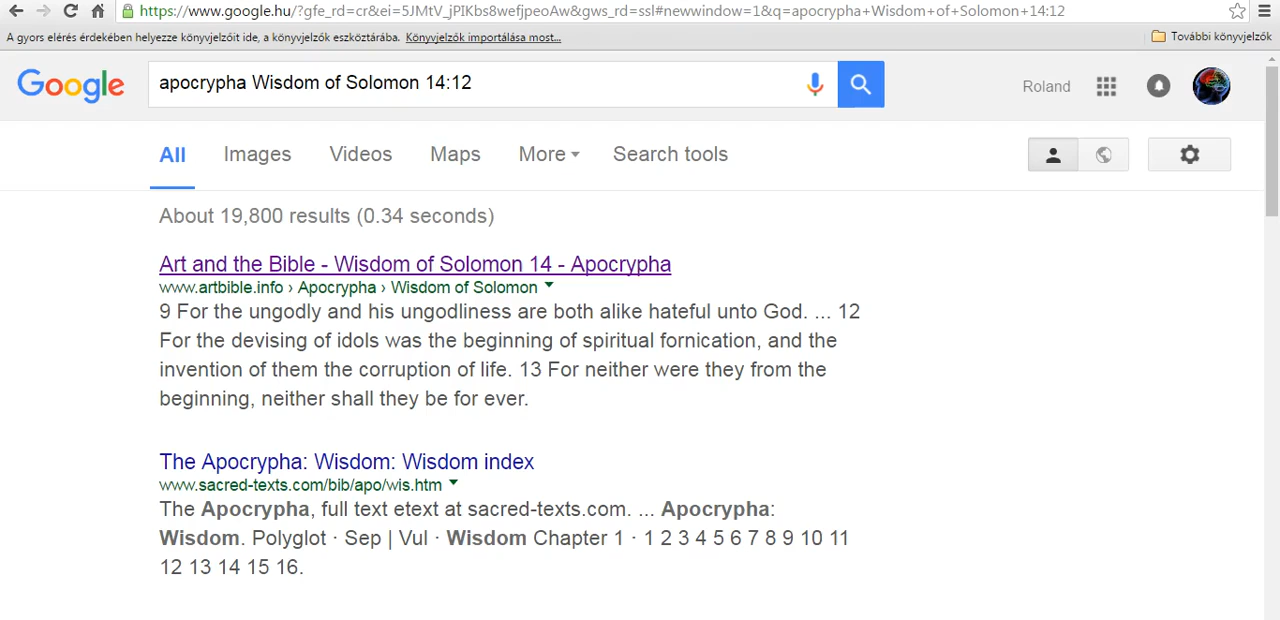 https://www.google.hu/?gfe_rd=cr&ei=5JMtV_jPIKbs8wefjpeoAw&gws_rd=ssl#newwindow=1&q=apocrypha+Wisdom+of+Solomon+14:12
A gyors elérés érdekében helyezze könyvjelzőit ide, a könyvjelzők eszköztárába. Könyvjelzők importálása most... További könyvjelzők
Google apocrypha Wisdom of Solomon 14:12 Roland
All Images Videos Maps More Search tools
About 19,800 results (0.34 seconds)
Art and the Bible - Wisdom of Solomon 14 - Apocrypha
www.artbible.info › Apocrypha › Wisdom of Solomon
9 For the ungodly and his ungodliness are both alike hateful unto God. ... 12
For the devising of idols was the beginning of spiritual fornication, and the
invention of them the corruption of life. 13 For neither were they from the
beginning, neither shall they be for ever.
The Apocrypha: Wisdom: Wisdom index
www.sacred-texts.com/bib/apo/wis.htm
The Apocrypha, full text etext at sacred-texts.com. ... Apocrypha:
Wisdom. Polyglot · Sep | Vul · Wisdom Chapter 1 · 1 2 3 4 5 6 7 8 9 10 11
12 13 14 15 16.